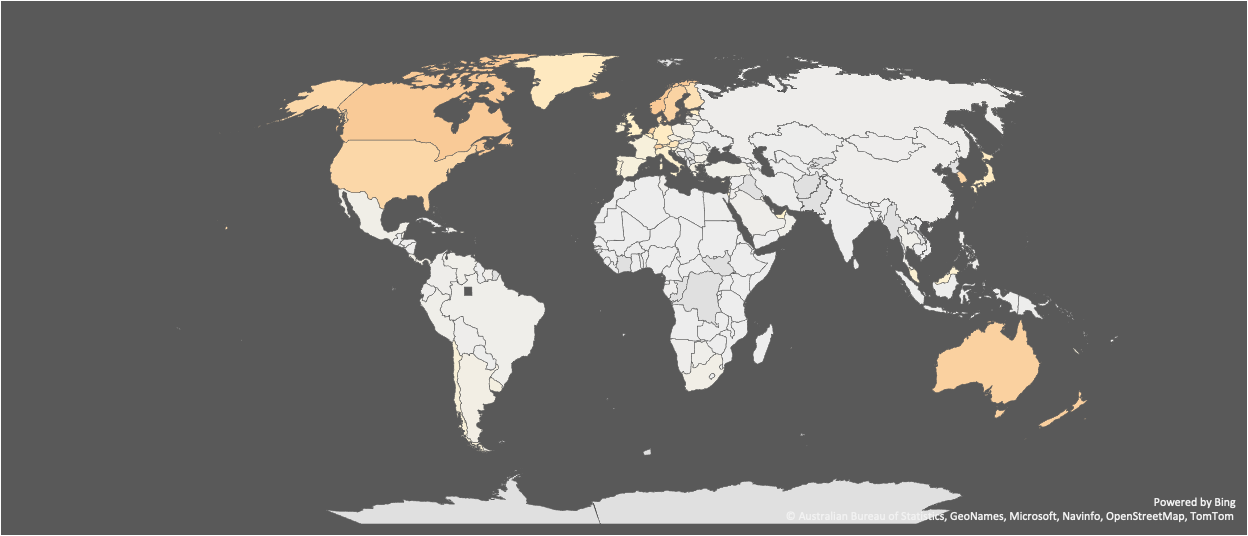 Powered by Bing
© Australian Bureau of Statistics, GeoNames, Microsoft, Navinfo, OpenStreetMap, TomTom